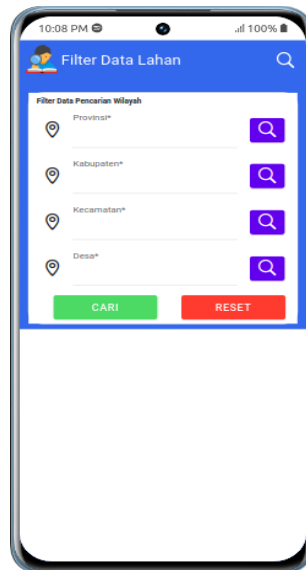 10:08 PM 100%
Filter Data Lahan
Filter Data Pencarian Wilayah
Provinsi*
Kabupaten*
Kecamatan*
Desa*
CARI RESET